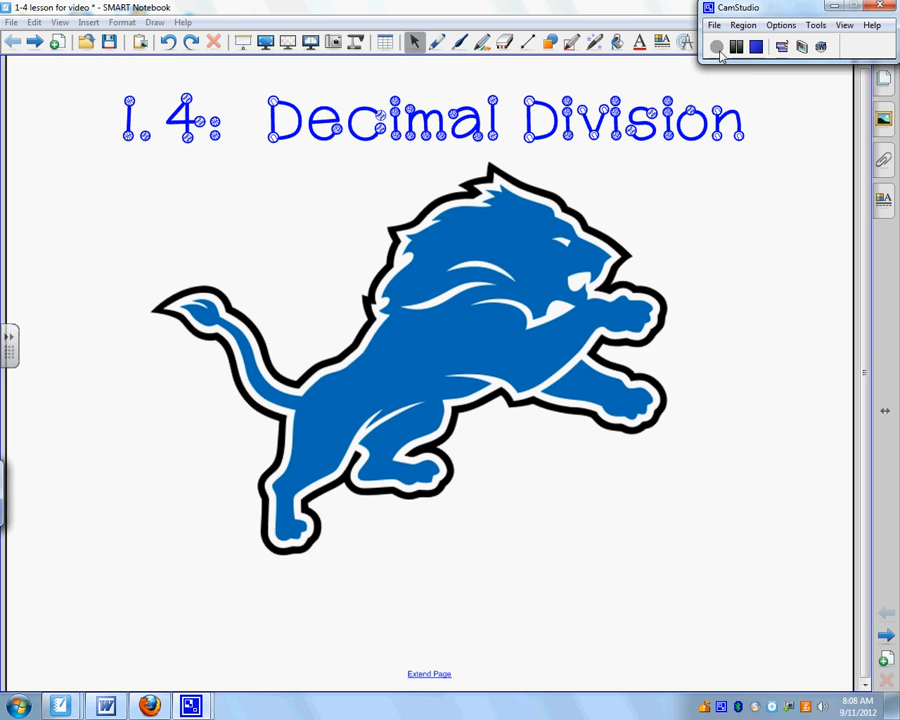 1-4 lesson for video * - SMART Notebook
CamStudio
File Edit View Insert Format Draw Help
File Region Options Tools View Help
1.4: Decimal Division
Extend Page
8:08 AM
9/11/2012